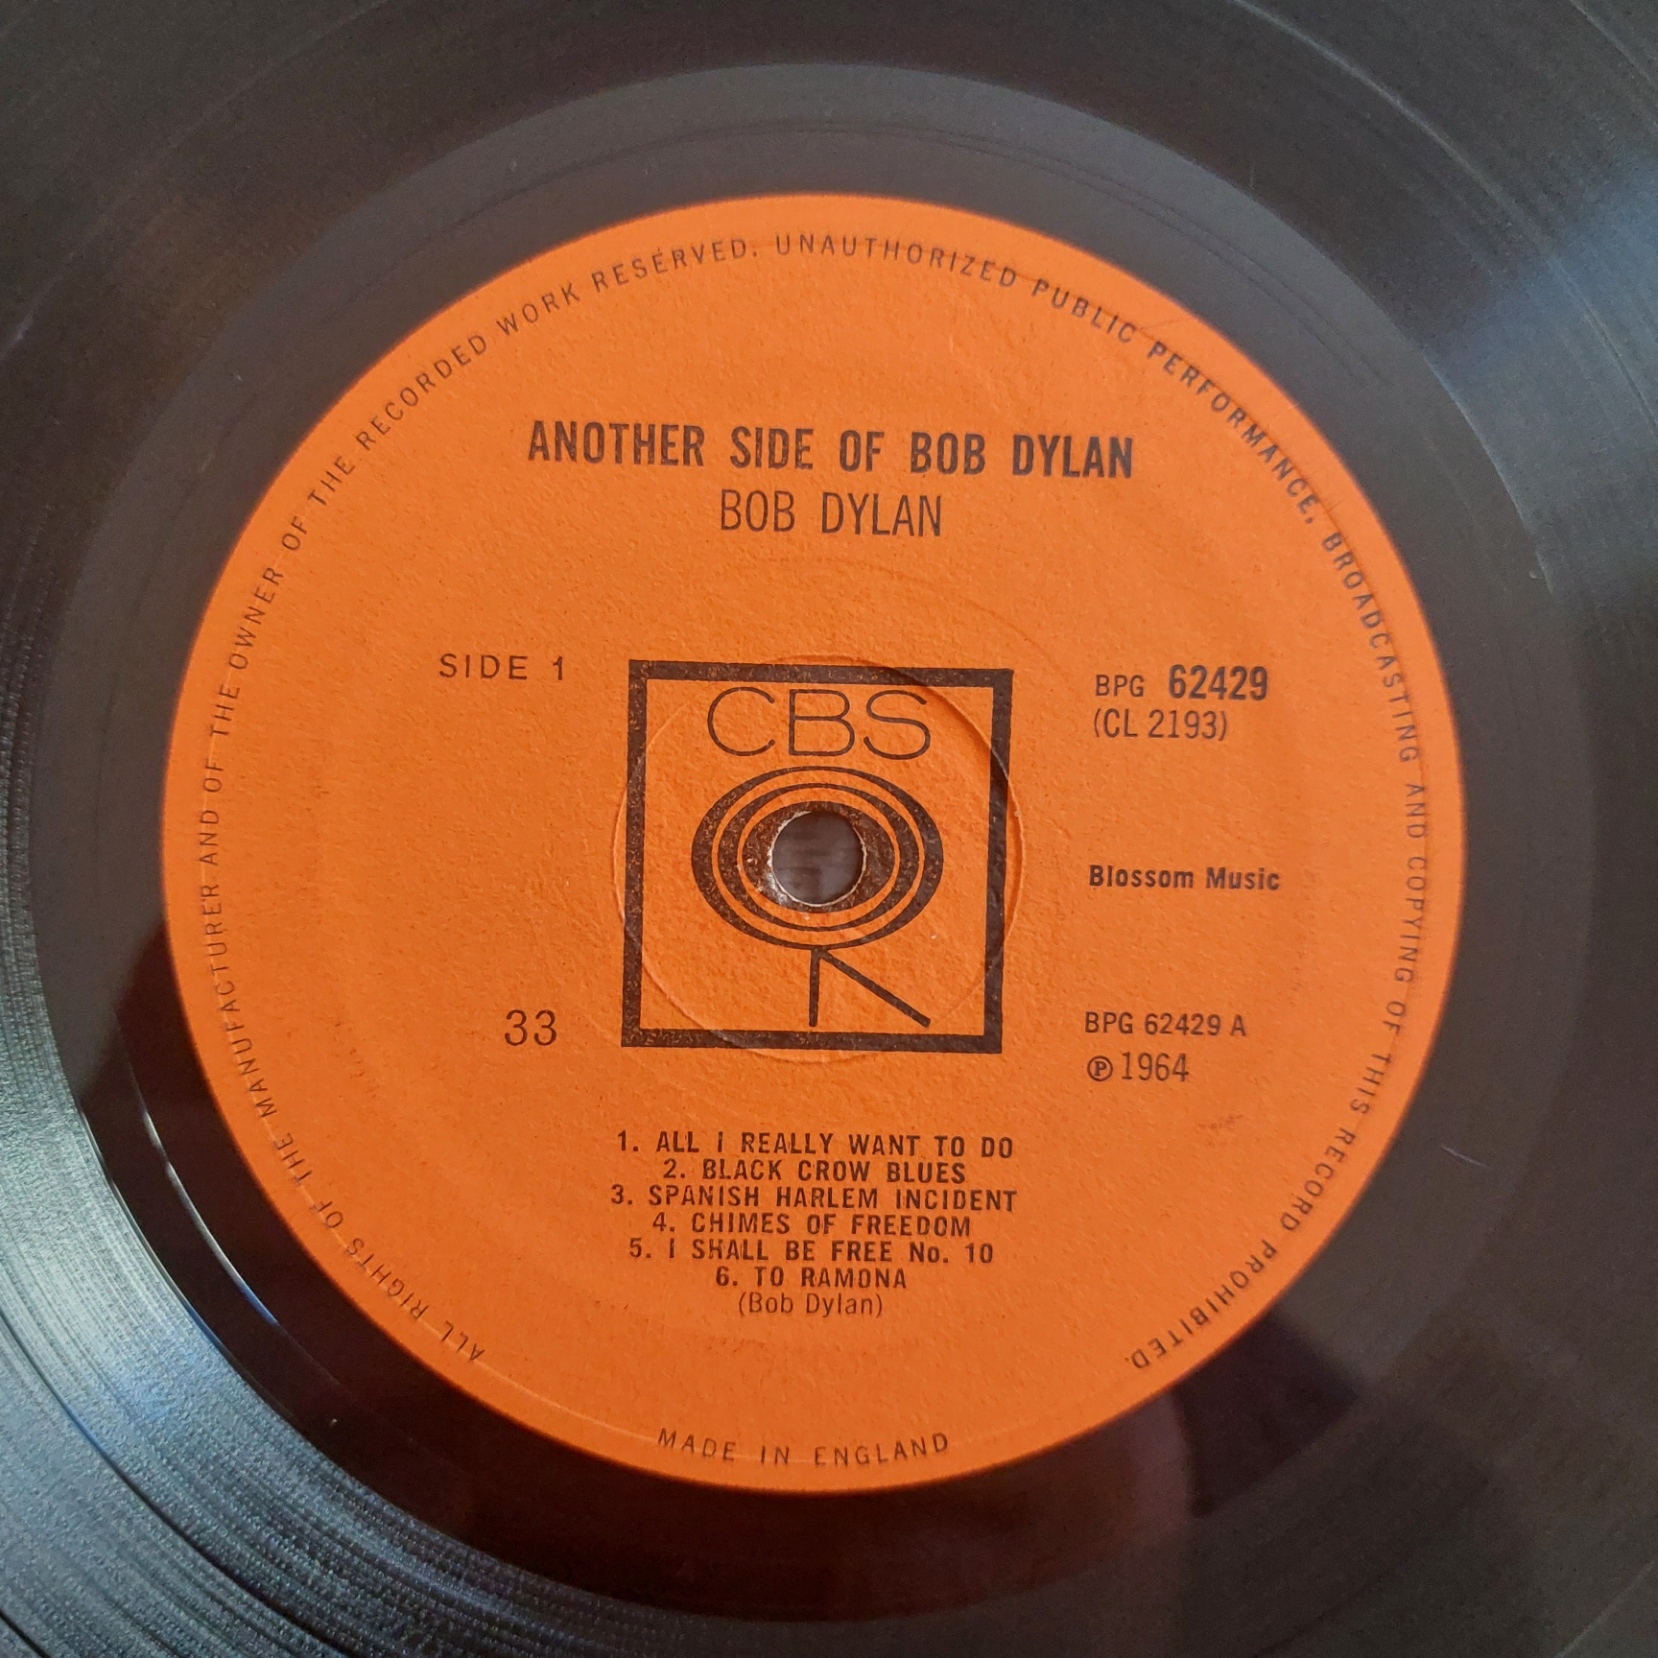 ALL RIGHTS OF THE MANUFACTURER AND OF THE OWNER OF THE RECORDED WORK RESERVED. UNAUTHORIZED PUBLIC PERFORMANCE, BROADCASTING AND COPYING OF THIS RECORD PROHIBITED.
ANOTHER SIDE OF BOB DYLAN
BOB DYLAN
SIDE 1
CBS
BPG 62429
(CL 2193)
Blossom Music
33
BPG 62429 A
℗ 1964
1. ALL I REALLY WANT TO DO
2. BLACK CROW BLUES
3. SPANISH HARLEM INCIDENT
4. CHIMES OF FREEDOM
5. I SHALL BE FREE No. 10
6. TO RAMONA
(Bob Dylan)
MADE IN ENGLAND